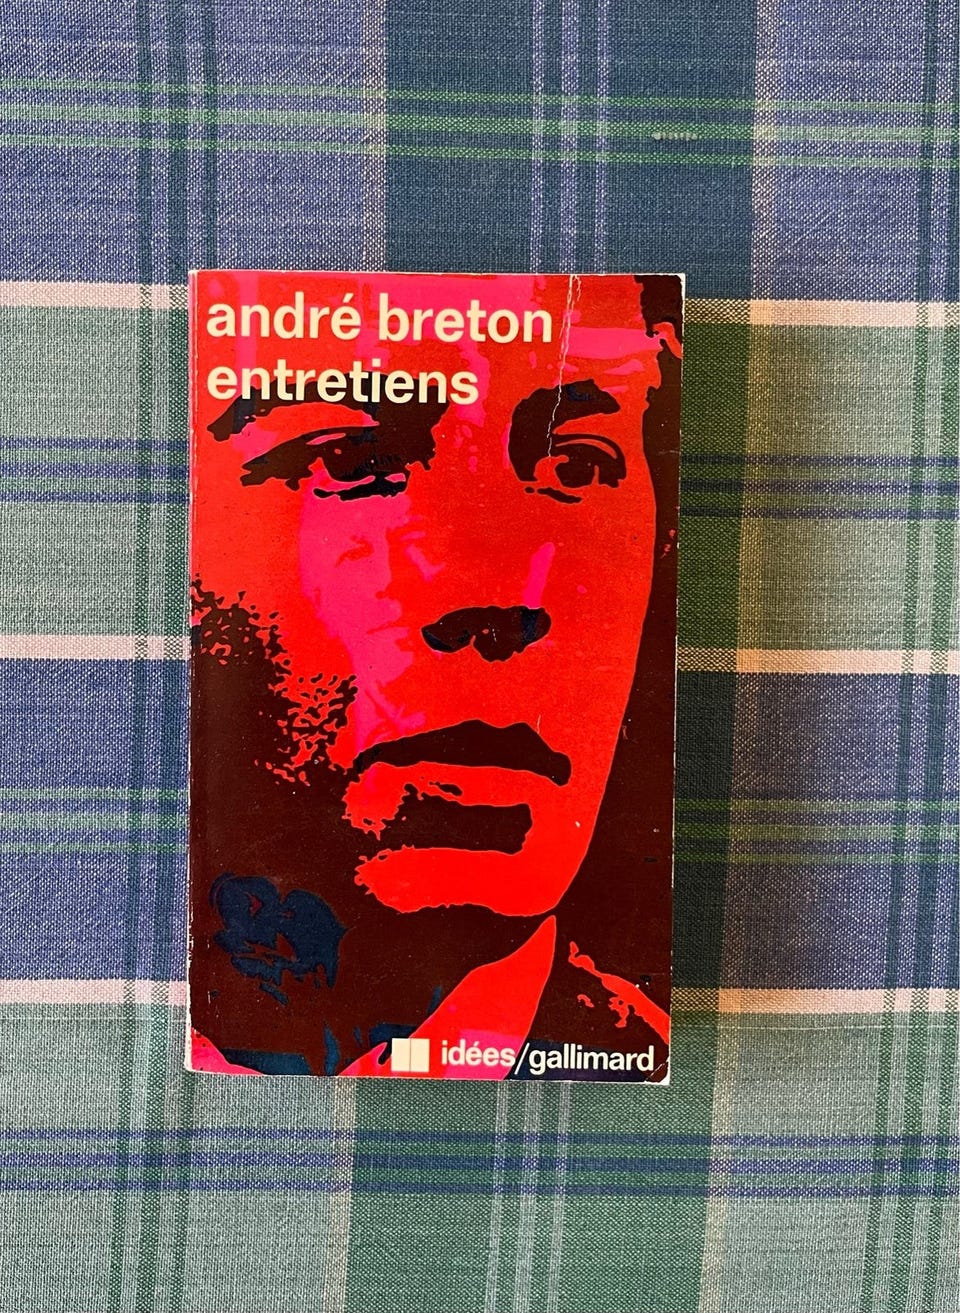 andré breton
entretiens
idées/gallimard